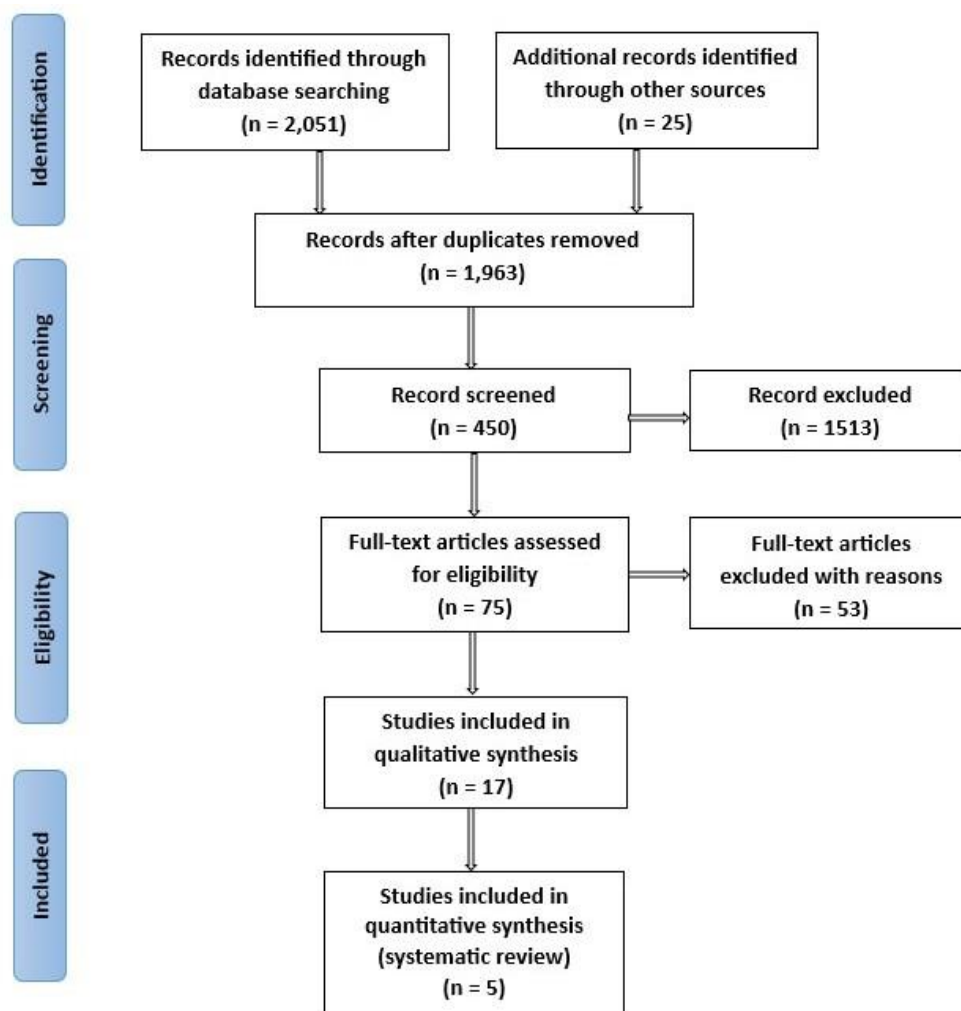 Identification
Records identified through
database searching
(n = 2,051)
Additional records identified
through other sources
(n = 25)
Records after duplicates removed
(n = 1,963)
Screening
Record screened
(n = 450)
Record excluded
(n = 1513)
Eligibility
Full-text articles assessed
for eligibility
(n = 75)
Full-text articles
excluded with reasons
(n = 53)
Studies included in
qualitative synthesis
(n = 17)
Included
Studies included in
quantitative synthesis
(systematic review)
(n = 5)